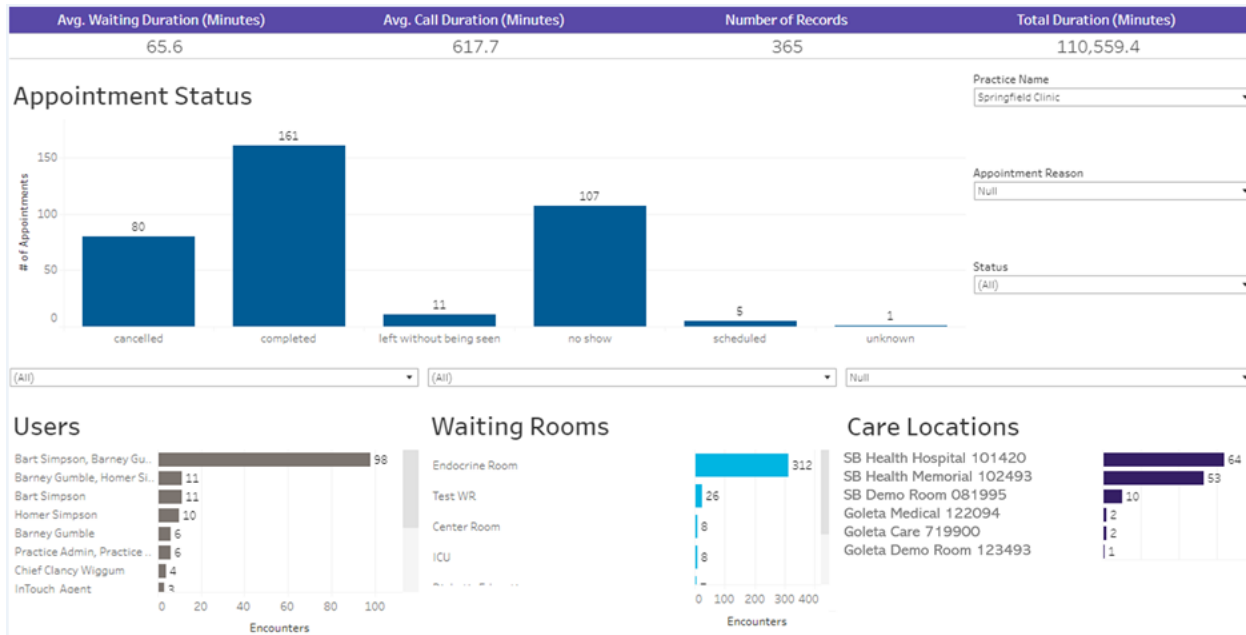 Avg. Waiting Duration (Minutes) Avg. Call Duration (Minutes) Number of Records Total Duration (Minutes)
65.6 617.7 365 110,559.4
Practice Name
Springfield Clinic
Appointment Status
Appointment Reason
Null
Status
(All)
# of Appointments
150
100
50
0
80
161
11
107
5
1
cancelled completed left without being seen no show scheduled unknown
(All) (All) Null
Users
Bart Simpson, Barney Gu.. 98
Barney Gumble, Homer Si.. 11
Bart Simpson 11
Homer Simpson 10
Barney Gumble 6
Practice Admin, Practice .. 6
Chief Clancy Wiggum 4
InTouch Agent 3
0 20 40 60 80 100
Encounters
Waiting Rooms
Endocrine Room 312
Test WR 26
Center Room 8
ICU 8
0 100 200 300 400
Encounters
Care Locations
SB Health Hospital 101420 64
SB Health Memorial 102493 53
SB Demo Room 081995 10
Goleta Medical 122094 2
Goleta Care 719900 2
Goleta Demo Room 123493 1